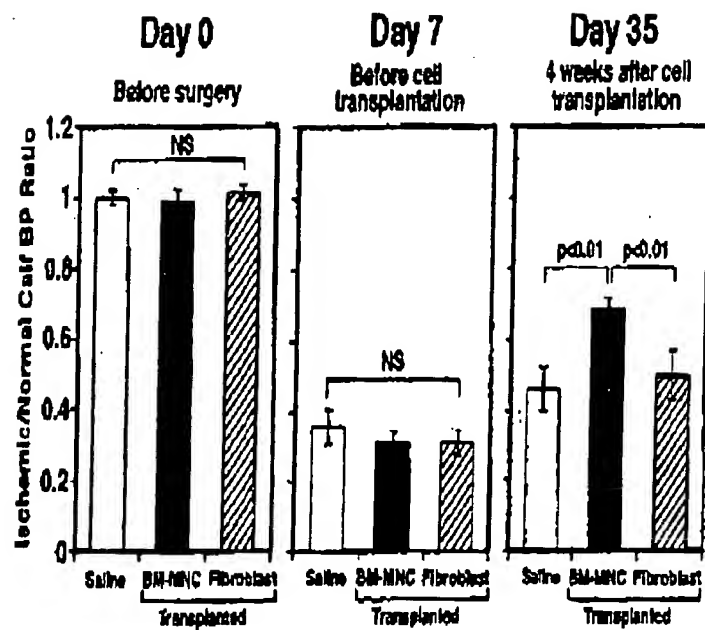 Day 0
Before surgery
Day 7
Before cell
transplantation
Day 35
4 weeks after cell
transplantation
Ischemic/Normal Calf BP Ratio
1.2
1
0.8
0.6
0.4
0.2
0
NS
NS
p<0.01 p<0.01
Saline BM-MNC Fibroblast
Transplanted
Saline BM-MNC Fibroblast
Transplanted
Saline BM-MNC Fibroblast
Transplanted